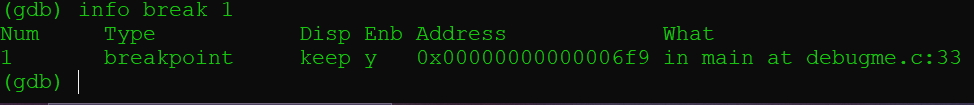 (gdb) info break 1
Num     Type           Disp Enb Address            What
1       breakpoint     keep y   0x00000000000006f9 in main at debugme.c:33
(gdb)